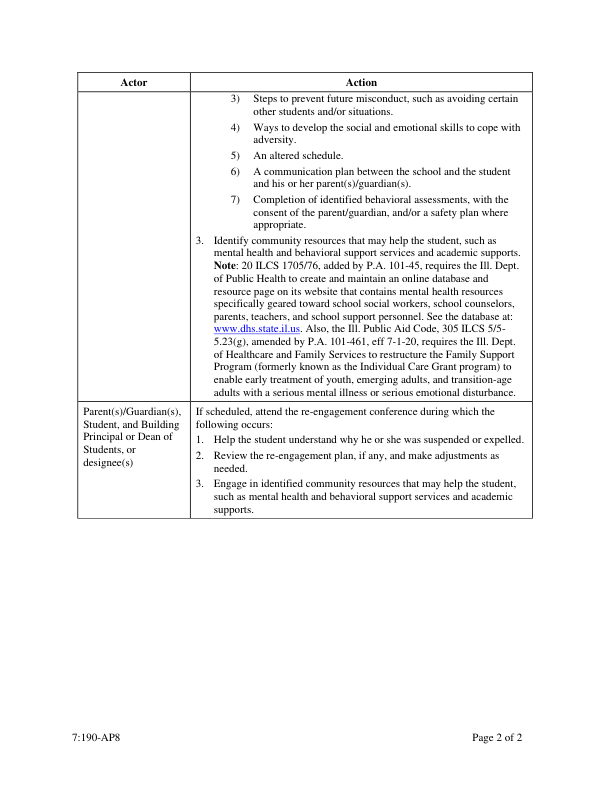 Actor Action
3) Steps to prevent future misconduct, such as avoiding certain
other students and/or situations.
4) Ways to develop the social and emotional skills to cope with
adversity.
5) An altered schedule.
6) A communication plan between the school and the student
and his or her parent(s)/guardian(s).
7) Completion of identified behavioral assessments, with the
consent of the parent/guardian, and/or a safety plan where
appropriate.
3. Identify community resources that may help the student, such as
mental health and behavioral support services and academic supports.
Note: 20 ILCS 1705/76, added by P.A. 101-45, requires the Ill. Dept.
of Public Health to create and maintain an online database and
resource page on its website that contains mental health resources
specifically geared toward school social workers, school counselors,
parents, teachers, and school support personnel. See the database at:
www.dhs.state.il.us. Also, the Ill. Public Aid Code, 305 ILCS 5/5-
5.23(g), amended by P.A. 101-461, eff 7-1-20, requires the Ill. Dept.
of Healthcare and Family Services to restructure the Family Support
Program (formerly known as the Individual Care Grant program) to
enable early treatment of youth, emerging adults, and transition-age
adults with a serious mental illness or serious emotional disturbance.
Parent(s)/Guardian(s),
Student, and Building
Principal or Dean of
Students, or
designee(s)
If scheduled, attend the re-engagement conference during which the
following occurs:
1. Help the student understand why he or she was suspended or expelled.
2. Review the re-engagement plan, if any, and make adjustments as
needed.
3. Engage in identified community resources that may help the student,
such as mental health and behavioral support services and academic
supports.
7:190-AP8 Page 2 of 2